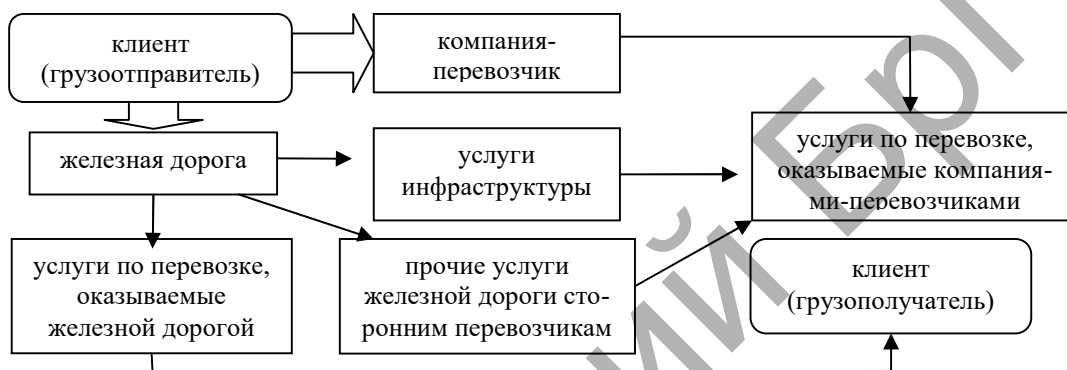 клиент
(грузоотправитель)
компания-
перевозчик
железная дорога
услуги
инфраструктуры
услуги по перевозке,
оказываемые компания-
ми-перевозчиками
услуги по перевозке,
оказываемые
железной дорогой
прочие услуги
железной дороги сто-
ронним перевозчикам
клиент
(грузополучатель)